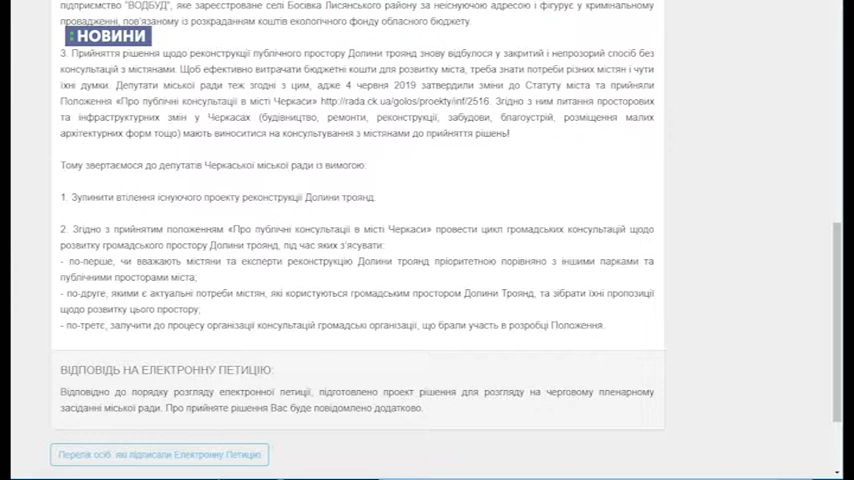 підприємство "ВОДБУД", яке зареєстроване селі Босівка Лисянського району за неіснуючою адресою і фігурує у кримінальному
провадженні, пов'язаному із розкраданням коштів екологічного фонду обласного бюджету.
:НОВИНИ
3. Прийняття рішення щодо реконструкції публічного простору Долини троянд знову відбулося у закритий і непрозорий спосіб без
консультацій з містянами. Щоб ефективно витрачати бюджетні кошти для розвитку міста, треба знати потреби різних містян і чути
їхні думки. Депутати міської ради теж згодні з цим, адже 4 червня 2019 затвердили зміни до Статуту міста та прийняли
Положення «Про публічні консультації в місті Черкаси» http://rada.ck.ua/golos/proekty/inf/2516. Згідно з ним питання просторових
та інфраструктурних змін у Черкасах (будівництво, ремонти, реконструкції, забудови, благоустрій, розміщення малих
архітектурних форм тощо) мають виноситися на консультування з містянами до прийняття рішень!
Тому звертаємося до депутатів Черкаської міської ради із вимогою:
1. Зупинити втілення існуючого проекту реконструкції Долини троянд.
2. Згідно з прийнятим положенням «Про публічні консультації в місті Черкаси» провести цикл громадських консультацій щодо
розвитку громадського простору Долини троянд, під час яких з'ясувати:
- по-перше, чи вважають містяни та експерти реконструкцію Долини троянд пріоритетною порівняно з іншими парками та
публічними просторами міста;
- по-друге, якими є актуальні потреби містян, які користуються громадським простором Долини Троянд, та зібрати їхні пропозиції
щодо розвитку цього простору;
- по-третє, залучити до процесу організації консультацій громадські організації, що брали участь в розробці Положення.
ВІДПОВІДЬ НА ЕЛЕКТРОННУ ПЕТИЦІЮ:
Відповідно до порядку розгляду електронної петиції, підготовлено проект рішення для розгляду на черговому пленарному
засіданні міської ради. Про прийняте рішення Вас буде повідомлено додатково.
Перелік осіб, які підписали Електронну Петицію